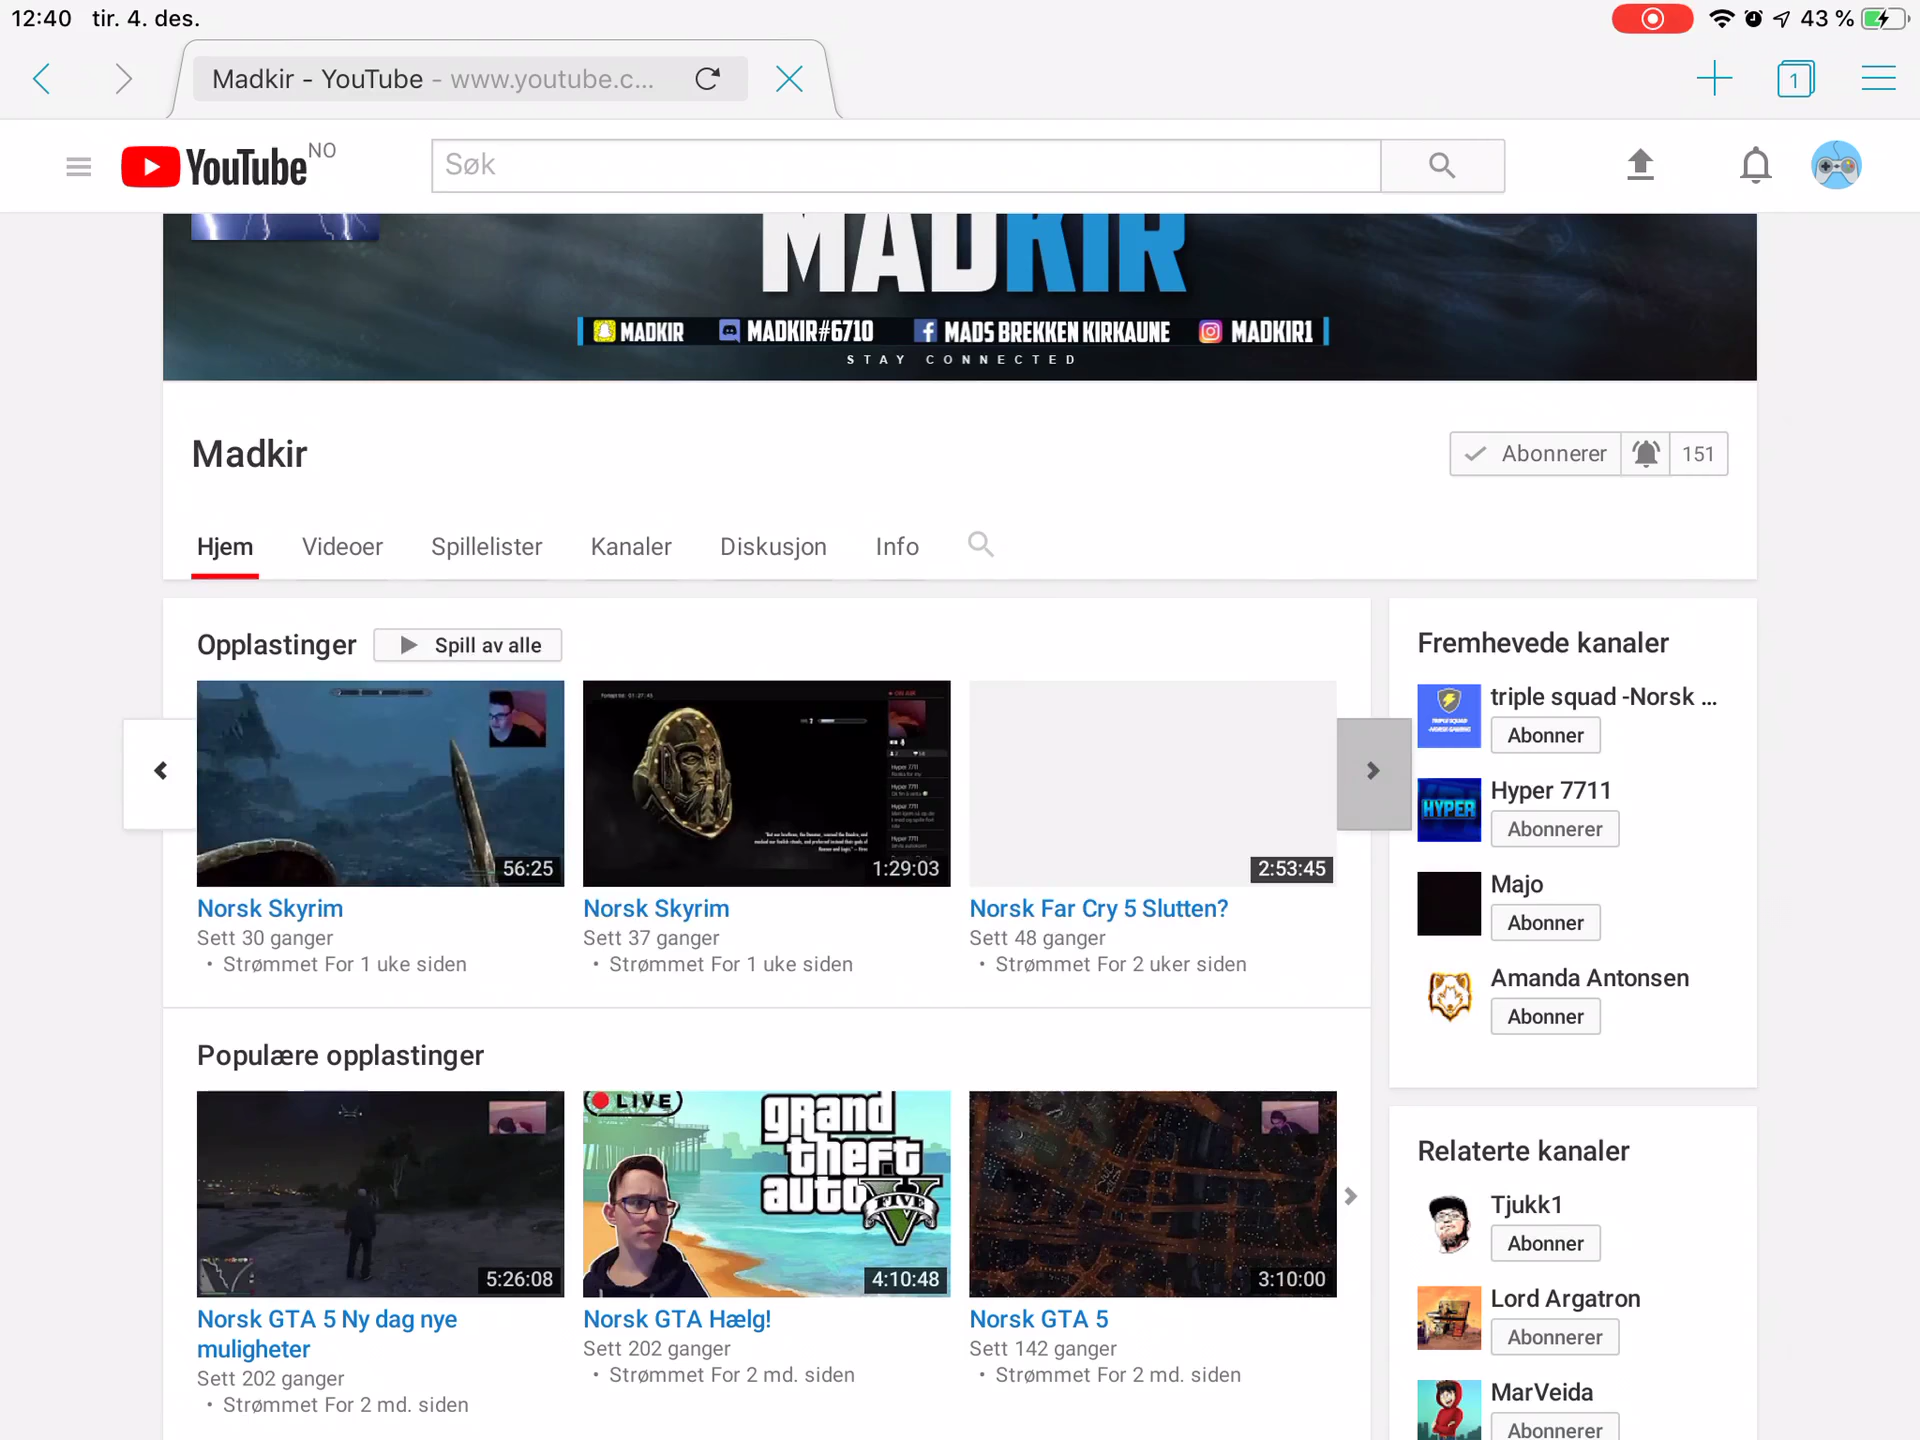 12:40 tir. 4. des.
43 %
Madkir - YouTube - www.youtube.c...
1
YouTube NO
Søk
MADKIR
MADKIR MADKIR#6710 MADS BREKKEN KIRKAUNE MADKIR1
STAY CONNECTED
Madkir
Abonnerer 151
Hjem Videoer Spillelister Kanaler Diskusjon Info
Opplastinger Spill av alle
56:25
1:29:03
2:53:45
Norsk Skyrim
Sett 30 ganger
• Strømmet For 1 uke siden
Norsk Skyrim
Sett 37 ganger
• Strømmet For 1 uke siden
Norsk Far Cry 5 Slutten?
Sett 48 ganger
• Strømmet For 2 uker siden
Populære opplastinger
5:26:08
LIVE
grand
theft
auto
FIVE
4:10:48
3:10:00
Norsk GTA 5 Ny dag nye
muligheter
Sett 202 ganger
• Strømmet For 2 md. siden
Norsk GTA Hælg!
Sett 202 ganger
• Strømmet For 2 md. siden
Norsk GTA 5
Sett 142 ganger
• Strømmet For 2 md. siden
Fremhevede kanaler
triple squad -Norsk ...
Abonner
HYPER
Hyper 7711
Abonnerer
Majo
Abonner
Amanda Antonsen
Abonner
Relaterte kanaler
Tjukk1
Abonner
Lord Argatron
Abonnerer
MarVeida
Abonnerer